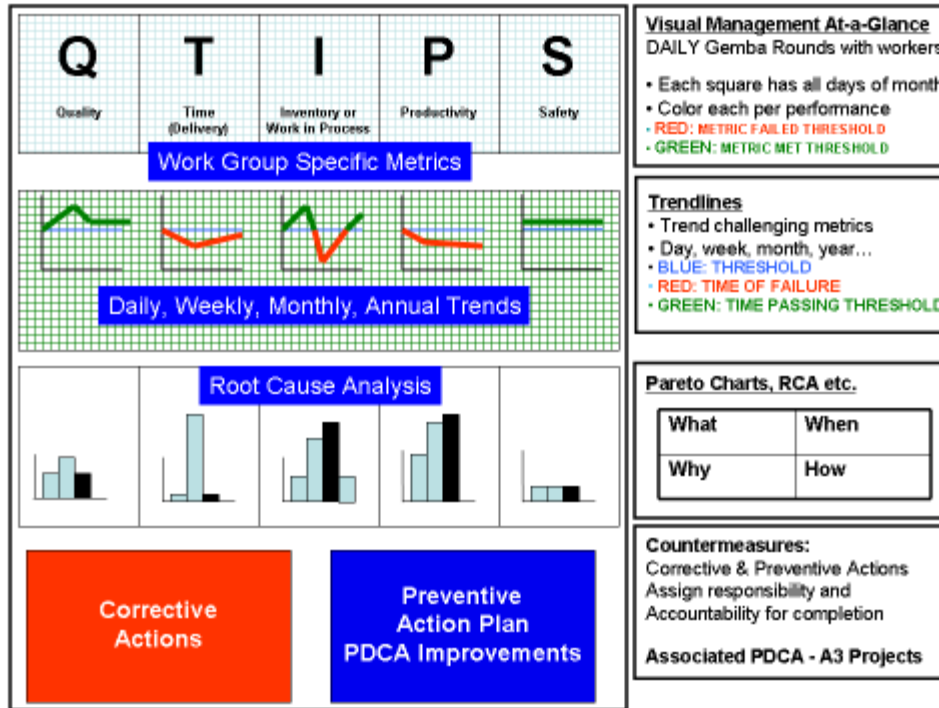 Q T I P S
Quality
Time
(Delivery)
Inventory or
Work in Process
Productivity
Safety
Work Group Specific Metrics
Daily, Weekly, Monthly, Annual Trends
Root Cause Analysis
Corrective
Actions
Preventive
Action Plan
PDCA Improvements
Visual Management At-a-Glance
DAILY Gemba Rounds with workers
• Each square has all days of month
• Color each per performance
• RED: METRIC FAILED THRESHOLD
• GREEN: METRIC MET THRESHOLD
Trendlines
• Trend challenging metrics
• Day, week, month, year...
• BLUE: THRESHOLD
• RED: TIME OF FAILURE
• GREEN: TIME PASSING THRESHOLD
Pareto Charts, RCA etc.
What When
Why How
Countermeasures:
Corrective & Preventive Actions
Assign responsibility and
Accountability for completion
Associated PDCA - A3 Projects